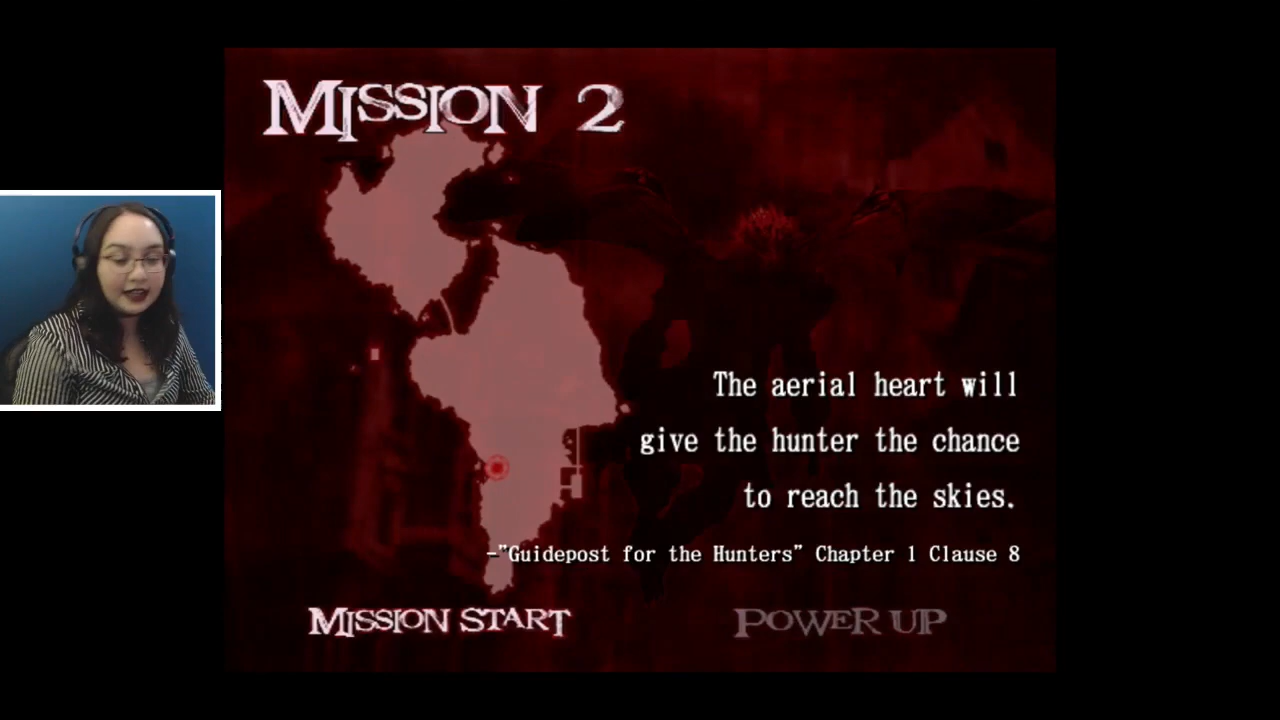 MISSION 2
The aerial heart will
give the hunter the chance
to reach the skies.
-"Guidepost for the Hunters" Chapter 1 Clause 8
MISSION START
POWER UP